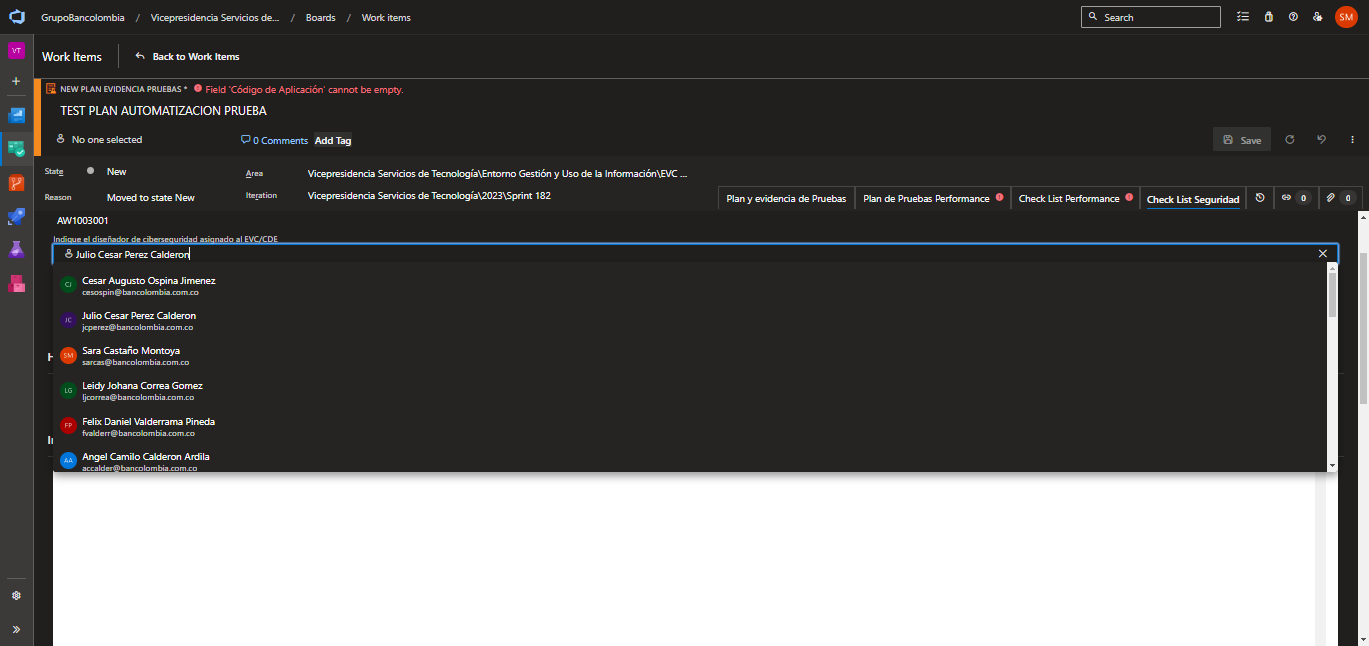 GrupoBancolombia / Vicepresidencia Servicios de... / Boards / Work items
Search
SM
VT
Work Items
Back to Work Items
NEW PLAN EVIDENCIA PRUEBAS * Field 'Código de Aplicación' cannot be empty.
TEST PLAN AUTOMATIZACION PRUEBA
No one selected
0 Comments
Add Tag
Save
State
New
Area
Vicepresidencia Servicios de Tecnología\Entorno Gestión y Uso de la Información\EVC ...
Reason
Moved to state New
Iteration
Vicepresidencia Servicios de Tecnología\2023\Sprint 182
Plan y evidencia de Pruebas
Plan de Pruebas Performance
Check List Performance
Check List Seguridad
0
0
AW1003001
Indique el diseñador de ciberseguridad asignado al EVC/CDE
Julio Cesar Perez Calderon
CJ
Cesar Augusto Ospina Jimenez
cesospin@bancolombia.com.co
JC
Julio Cesar Perez Calderon
jcperez@bancolombia.com.co
SM
Sara Castaño Montoya
sarcas@bancolombia.com.co
LG
Leidy Johana Correa Gomez
ljcorrea@bancolombia.com.co
FP
Felix Daniel Valderrama Pineda
fvalderr@bancolombia.com.co
AA
Angel Camilo Calderon Ardila
accalder@bancolombia.com.co